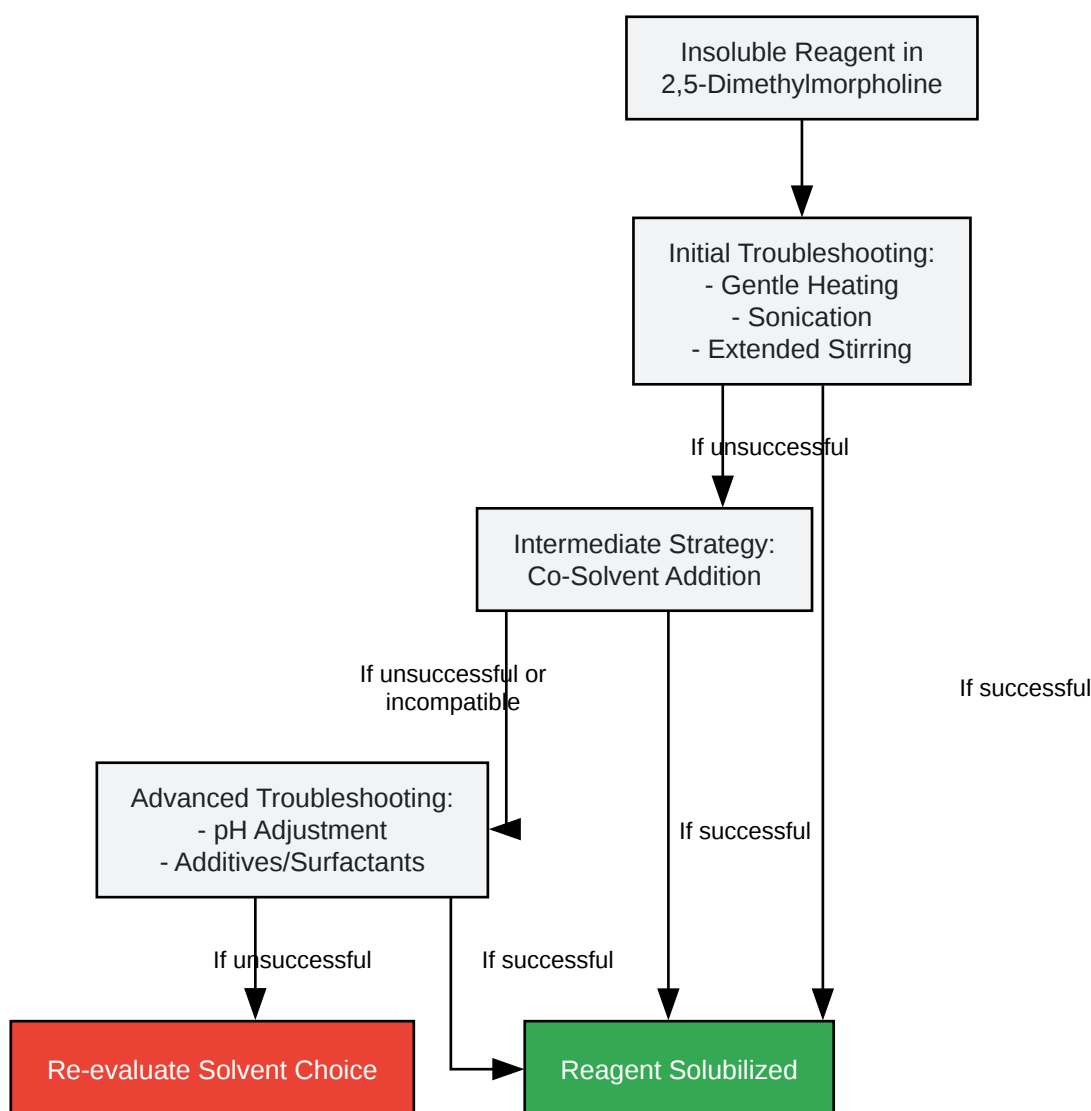 Insoluble Reagent in
2,5-Dimethylmorpholine
Initial Troubleshooting:
- Gentle Heating
- Sonication
- Extended Stirring
If unsuccessful
Intermediate Strategy:
Co-Solvent Addition
If unsuccessful or
incompatible
If successful
Advanced Troubleshooting:
- pH Adjustment
- Additives/Surfactants
If successful
If unsuccessful
If successful
Re-evaluate Solvent Choice
Reagent Solubilized